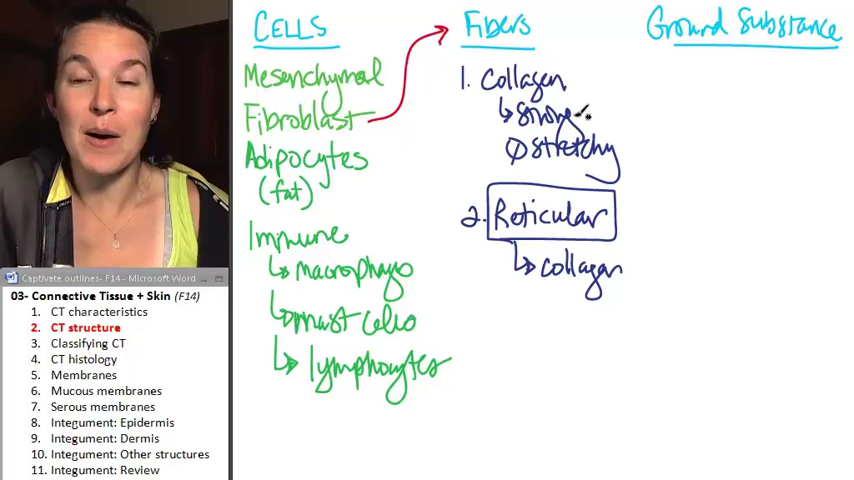 CELLS
Mesenchymal
Fibroblast
Adipocytes
(fat)
Immune
↳ macrophage
↳ mast cells
↳ lymphocytes
Fibers
1. Collagen
↳ strong
Ø stretchy
2. Reticular
↳ collagen
Ground Substance
Captivate outlines- F14 - Microsoft Word
03- Connective Tissue + Skin (F14)
1. CT characteristics
2. CT structure
3. Classifying CT
4. CT histology
5. Membranes
6. Mucous membranes
7. Serous membranes
8. Integument: Epidermis
9. Integument: Dermis
10. Integument: Other structures
11. Integument: Review